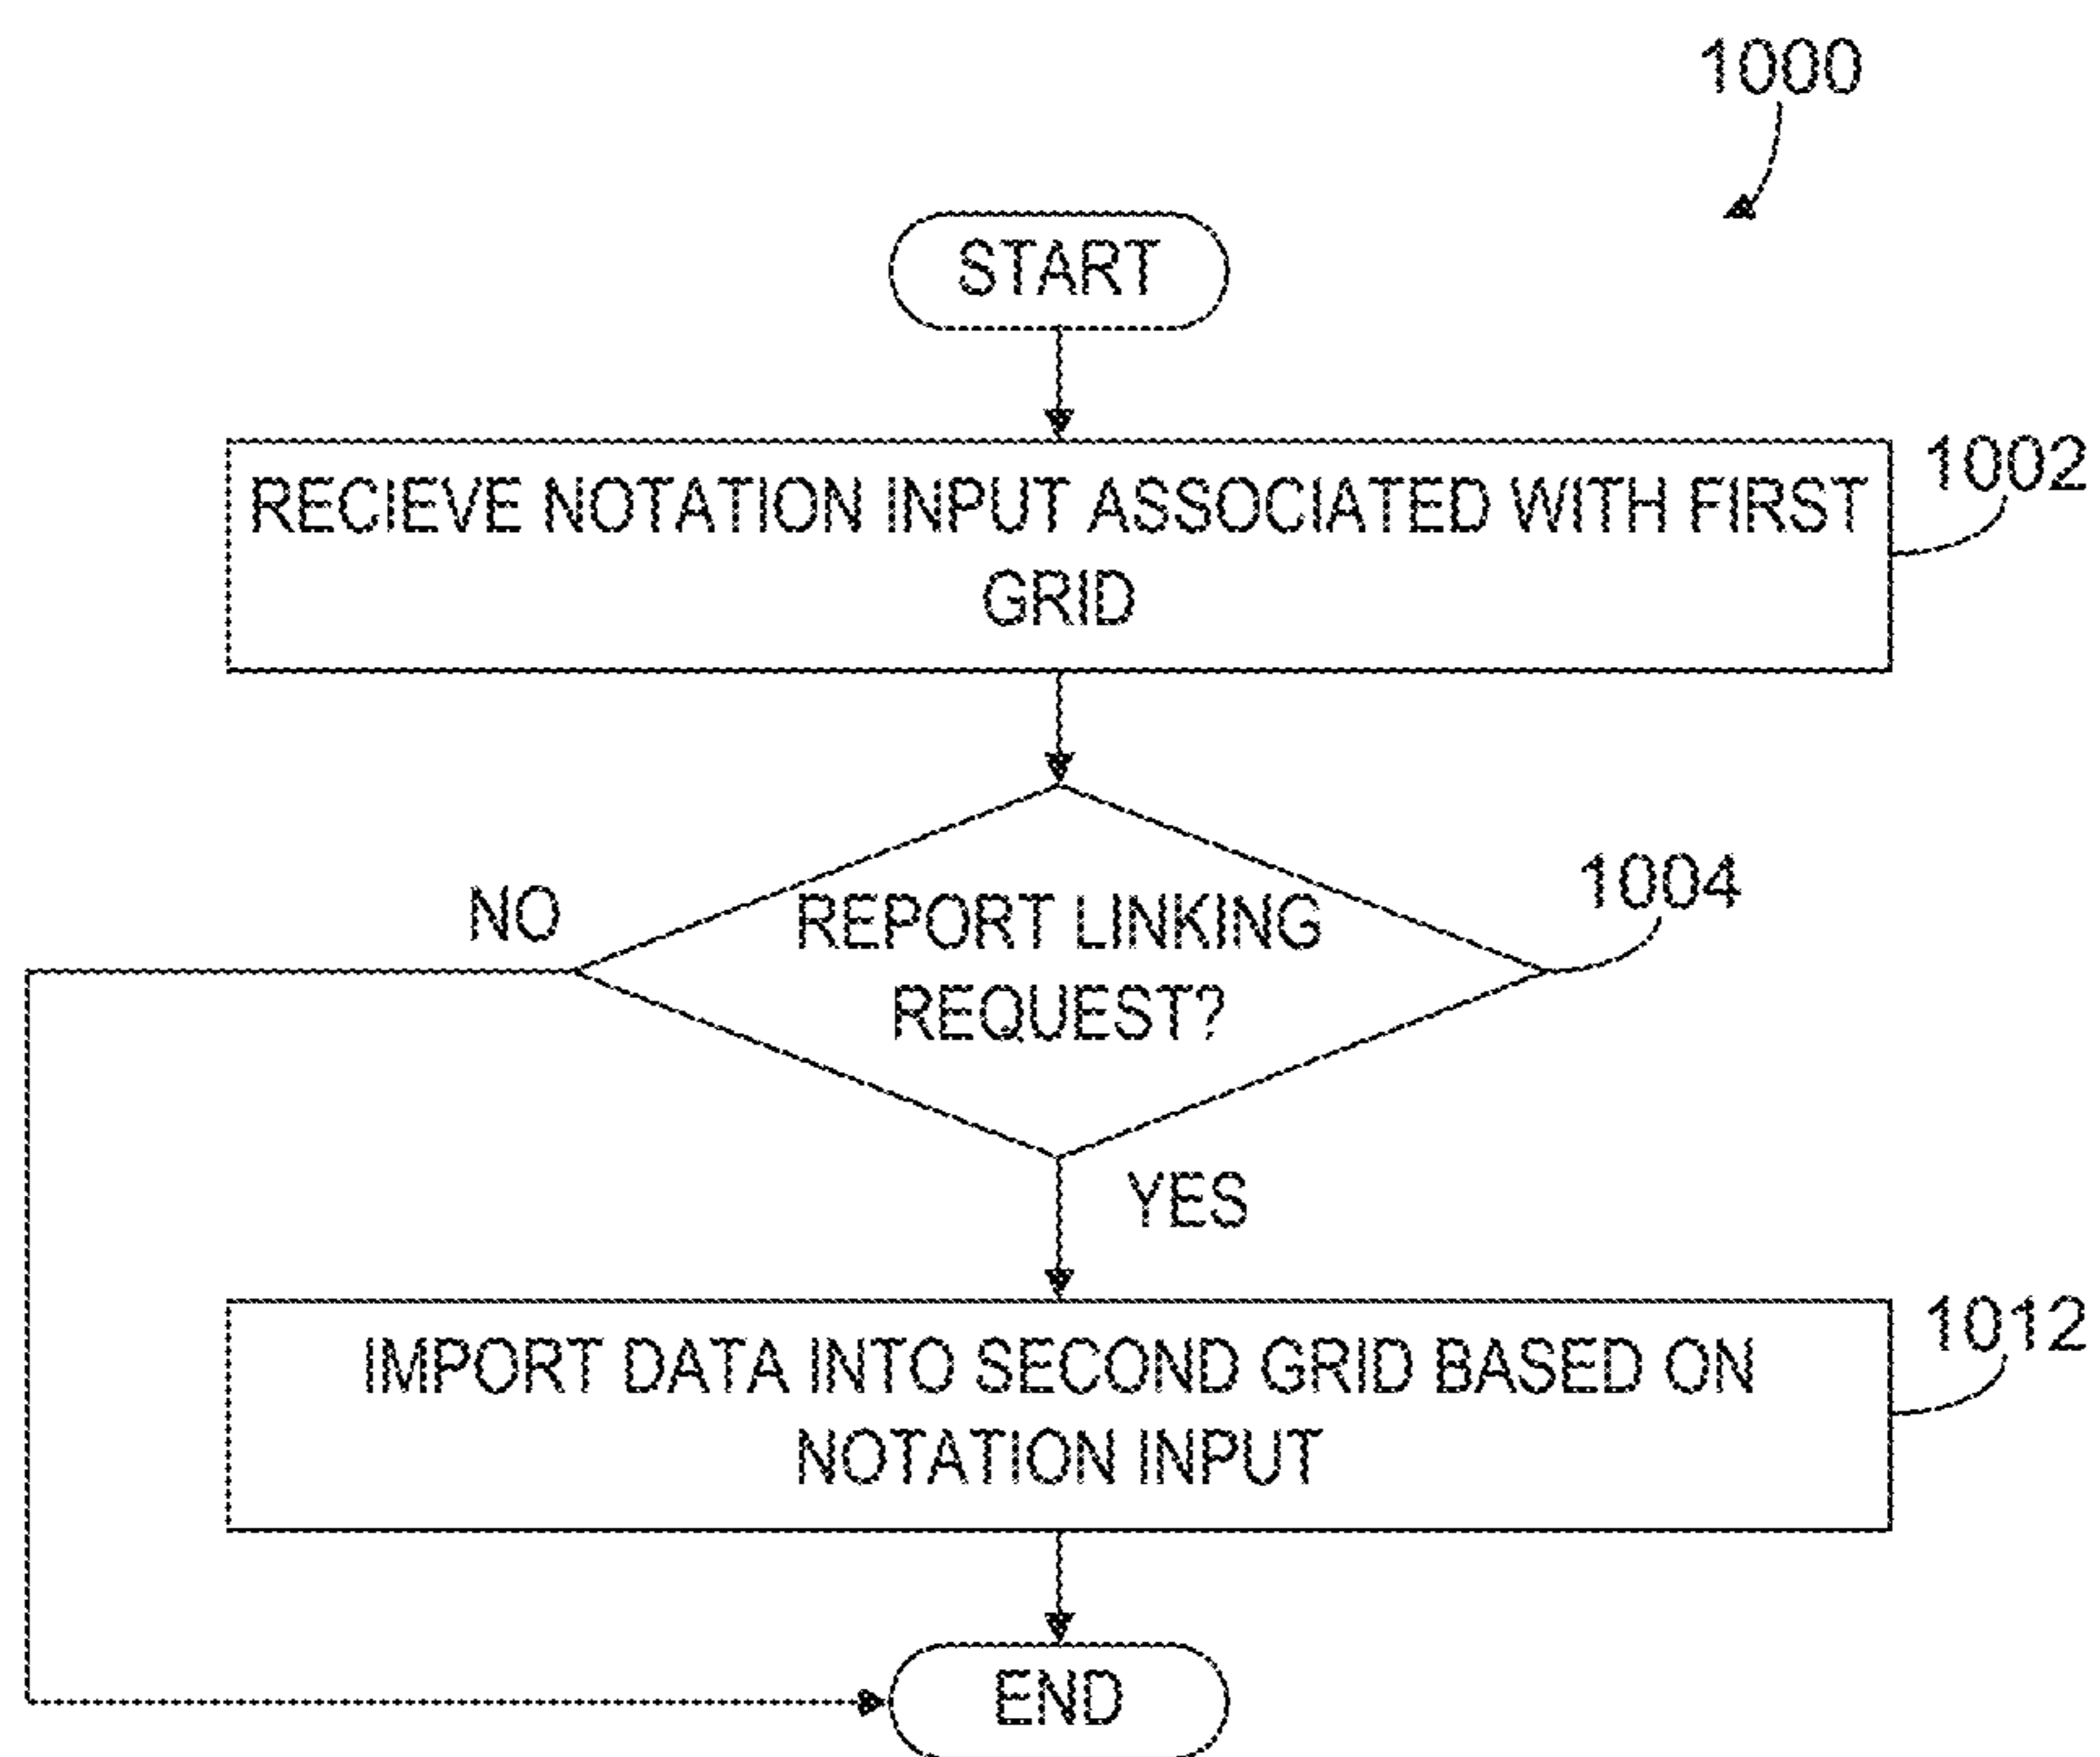 1000
START
RECIEVE NOTATION INPUT ASSOCIATED WITH FIRST
GRID
1002
NO
REPORT LINKING
REQUEST?
1004
YES
IMPORT DATA INTO SECOND GRID BASED ON
NOTATION INPUT
1012
END